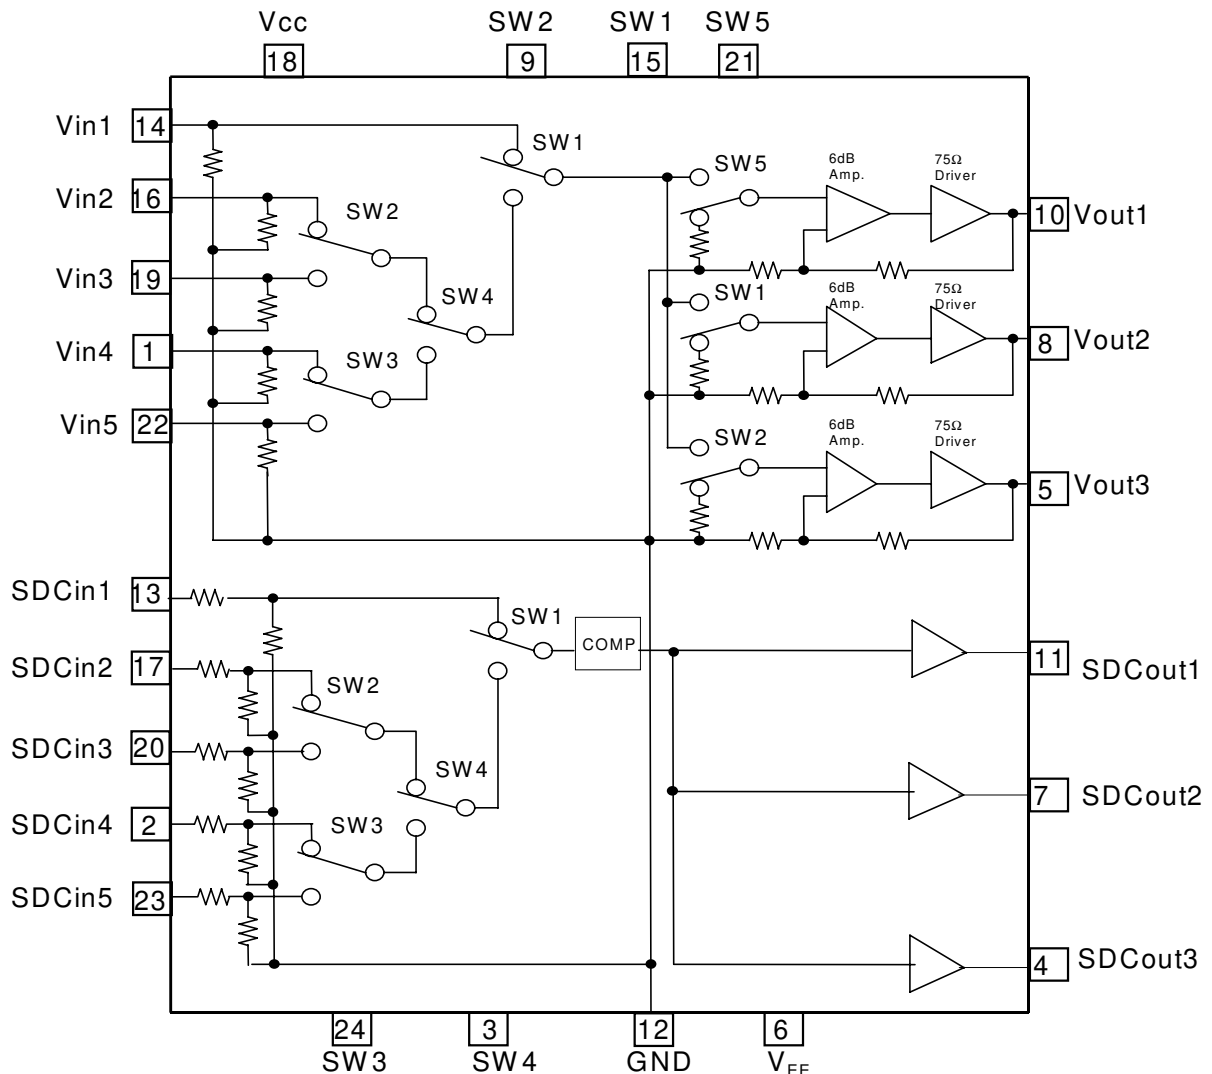 Vcc SW2 SW1 SW5
18 9 15 21
Vin1 14
SW1
SW5
6dB Amp.
75Ω Driver
Vin2 16
SW2
10 Vout1
Vin3 19
SW4
SW1
6dB Amp.
75Ω Driver
Vin4 1
SW3
8 Vout2
Vin5 22
SW2
6dB Amp.
75Ω Driver
5 Vout3
SDCin1 13
SW1
COMP
11 SDCout1
SDCin2 17
SW2
SDCin3 20
SW4
7 SDCout2
SDCin4 2
SW3
SDCin5 23
4 SDCout3
24 3 12 6
SW3 SW4 GND VEE